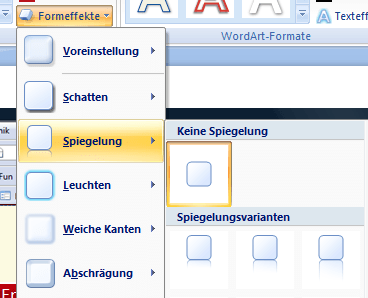 Formeffekte
Texteff
WordArt-Formate
Voreinstellung
Schatten
Spiegelung
Leuchten
Weiche Kanten
Abschrägung
Keine Spiegelung
Spiegelungsvarianten
nik
Fun
Er